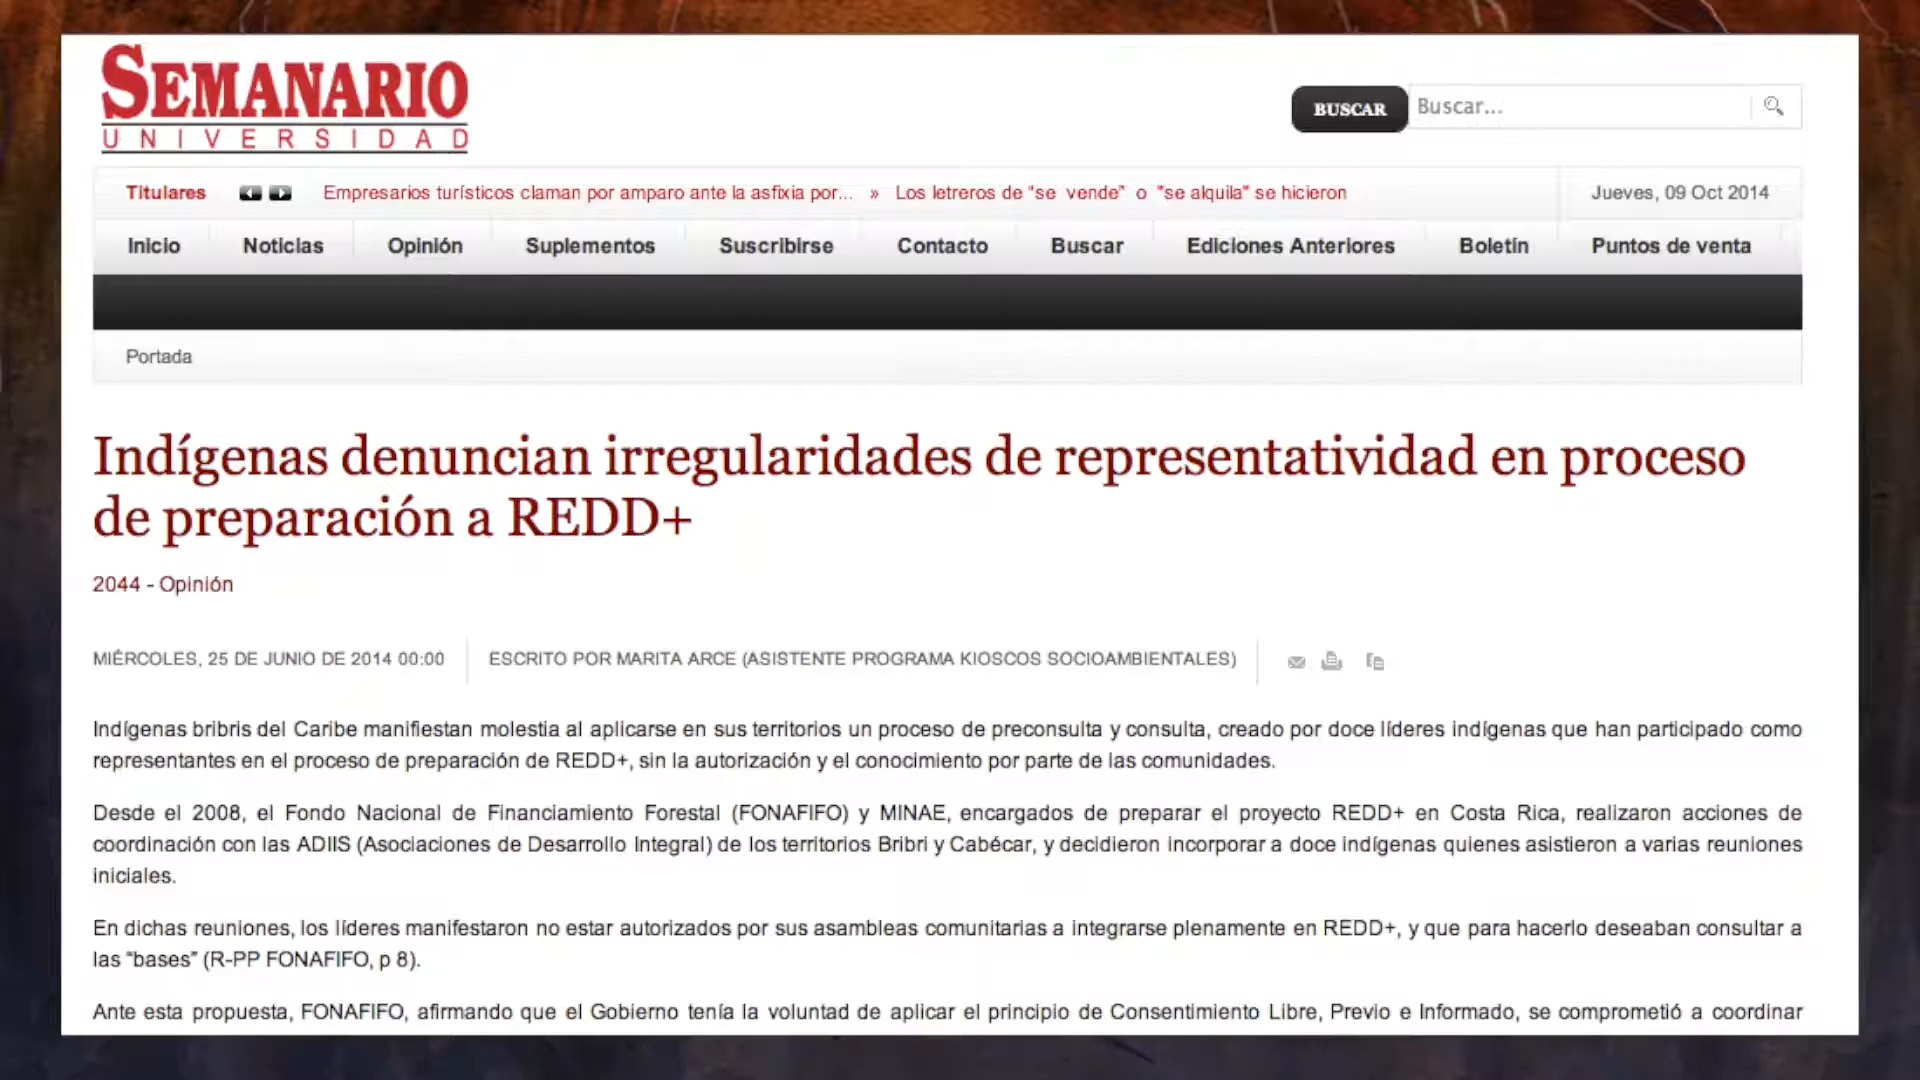 SEMANARIO
UNIVERSIDAD
BUSCAR
Buscar...
Titulares
Empresarios turísticos claman por amparo ante la asfixia por... » Los letreros de "se vende" o "se alquila" se hicieron
Jueves, 09 Oct 2014
Inicio Noticias Opinión Suplementos Suscribirse Contacto Buscar Ediciones Anteriores Boletín Puntos de venta
Portada
Indígenas denuncian irregularidades de representatividad en proceso
de preparación a REDD+
2044 - Opinión
MIÉRCOLES, 25 DE JUNIO DE 2014 00:00 ESCRITO POR MARITA ARCE (ASISTENTE PROGRAMA KIOSCOS SOCIOAMBIENTALES)
Indígenas bribris del Caribe manifiestan molestia al aplicarse en sus territorios un proceso de preconsulta y consulta, creado por doce líderes indígenas que han participado como
representantes en el proceso de preparación de REDD+, sin la autorización y el conocimiento por parte de las comunidades.
Desde el 2008, el Fondo Nacional de Financiamiento Forestal (FONAFIFO) y MINAE, encargados de preparar el proyecto REDD+ en Costa Rica, realizaron acciones de
coordinación con las ADIIS (Asociaciones de Desarrollo Integral) de los territorios Bribri y Cabécar, y decidieron incorporar a doce indígenas quienes asistieron a varias reuniones
iniciales.
En dichas reuniones, los líderes manifestaron no estar autorizados por sus asambleas comunitarias a integrarse plenamente en REDD+, y que para hacerlo deseaban consultar a
las "bases" (R-PP FONAFIFO, p 8).
Ante esta propuesta, FONAFIFO, afirmando que el Gobierno tenía la voluntad de aplicar el principio de Consentimiento Libre, Previo e Informado, se comprometió a coordinar